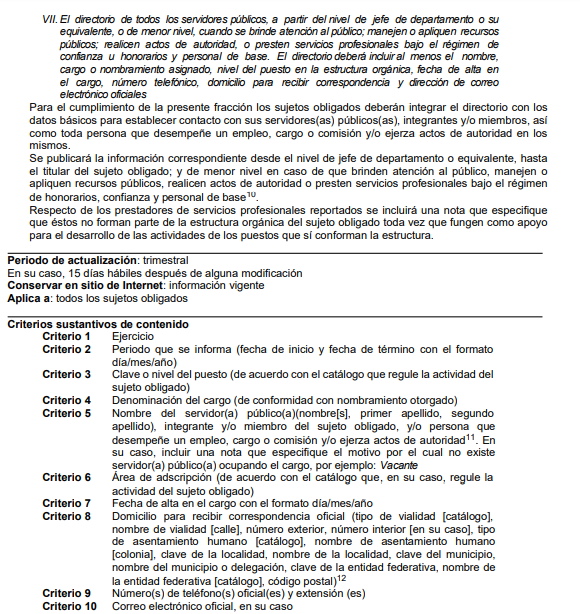 VII. El directorio de todos los servidores públicos, a partir del nivel de jefe de departamento o su
equivalente, o de menor nivel, cuando se brinde atención al público; manejen o apliquen recursos
públicos; realicen actos de autoridad, o presten servicios profesionales bajo el régimen de
confianza u honorarios y personal de base. El directorio deberá incluir al menos el nombre,
cargo o nombramiento asignado, nivel del puesto en la estructura orgánica, fecha de alta en
el cargo, número telefónico, domicilio para recibir correspondencia y dirección de correo
electrónico oficiales
Para el cumplimiento de la presente fracción los sujetos obligados deberán integrar el directorio con los
datos básicos para establecer contacto con sus servidores(as) públicos(as), integrantes y/o miembros, así
como toda persona que desempeñe un empleo, cargo o comisión y/o ejerza actos de autoridad en los
mismos.
Se publicará la información correspondiente desde el nivel de jefe de departamento o equivalente, hasta
el titular del sujeto obligado; y de menor nivel en caso de que brinden atención al público, manejen o
apliquen recursos públicos, realicen actos de autoridad o presten servicios profesionales bajo el régimen
de honorarios, confianza y personal de base10.
Respecto de los prestadores de servicios profesionales reportados se incluirá una nota que especifique
que éstos no forman parte de la estructura orgánica del sujeto obligado toda vez que fungen como apoyo
para el desarrollo de las actividades de los puestos que sí conforman la estructura.
Periodo de actualización: trimestral
En su caso, 15 días hábiles después de alguna modificación
Conservar en sitio de Internet: información vigente
Aplica a: todos los sujetos obligados
Criterios sustantivos de contenido
Criterio 1 Ejercicio
Criterio 2 Periodo que se informa (fecha de inicio y fecha de término con el formato
día/mes/año)
Criterio 3 Clave o nivel del puesto (de acuerdo con el catálogo que regule la actividad del
sujeto obligado)
Criterio 4 Denominación del cargo (de conformidad con nombramiento otorgado)
Criterio 5 Nombre del servidor(a) público(a)(nombre[s], primer apellido, segundo
apellido), integrante y/o miembro del sujeto obligado, y/o persona que
desempeñe un empleo, cargo o comisión y/o ejerza actos de autoridad11. En
su caso, incluir una nota que especifique el motivo por el cual no existe
servidor(a) público(a) ocupando el cargo, por ejemplo: Vacante
Criterio 6 Área de adscripción (de acuerdo con el catálogo que, en su caso, regule la
actividad del sujeto obligado)
Criterio 7 Fecha de alta en el cargo con el formato día/mes/año
Criterio 8 Domicilio para recibir correspondencia oficial (tipo de vialidad [catálogo],
nombre de vialidad [calle], número exterior, número interior [en su caso], tipo
de asentamiento humano [catálogo], nombre de asentamiento humano
[colonia], clave de la localidad, nombre de la localidad, clave del municipio,
nombre del municipio o delegación, clave de la entidad federativa, nombre de
la entidad federativa [catálogo], código postal)12
Criterio 9 Número(s) de teléfono(s) oficial(es) y extensión (es)
Criterio 10 Correo electrónico oficial, en su caso